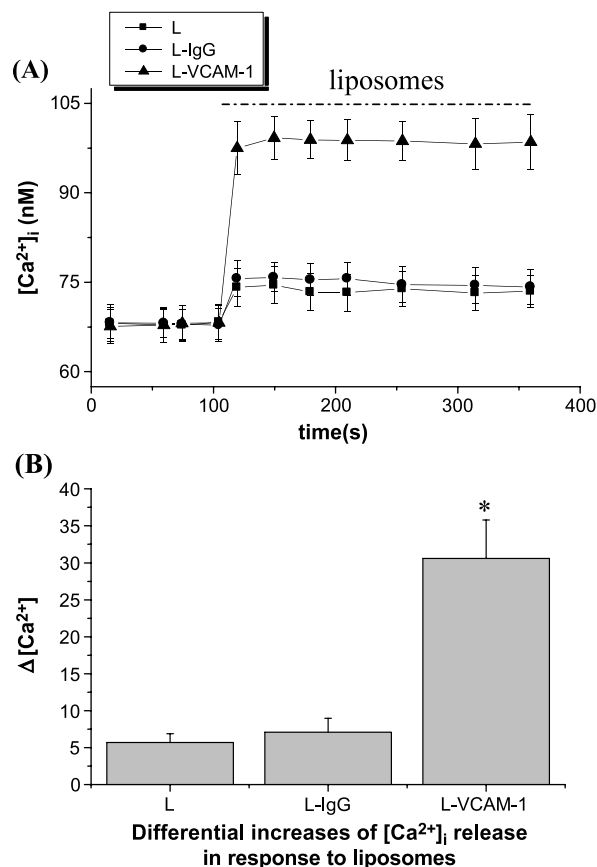 L
L-IgG
L-VCAM-1
(A)
liposomes
105
90
75
60
[Ca²⁺]ᵢ (nM)
0 100 200 300 400
time(s)
(B)
40
35
30
25
20
15
10
5
0
Δ [Ca²⁺]
*
L L-IgG L-VCAM-1
Differential increases of [Ca²⁺]ᵢ release
in response to liposomes